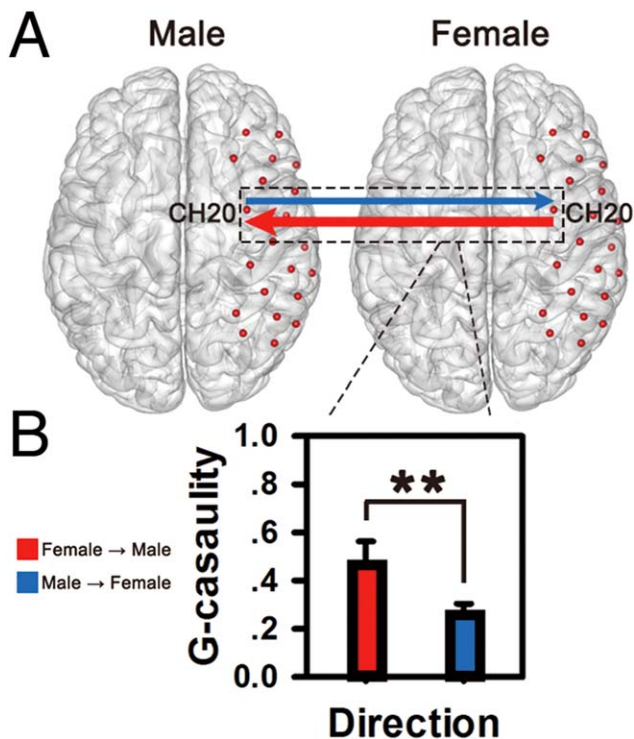 A
Male
Female
CH20
CH20
B
Female → Male
Male → Female
G-casaulity
1.0
.8
.6
.4
.2
0.0
**
Direction